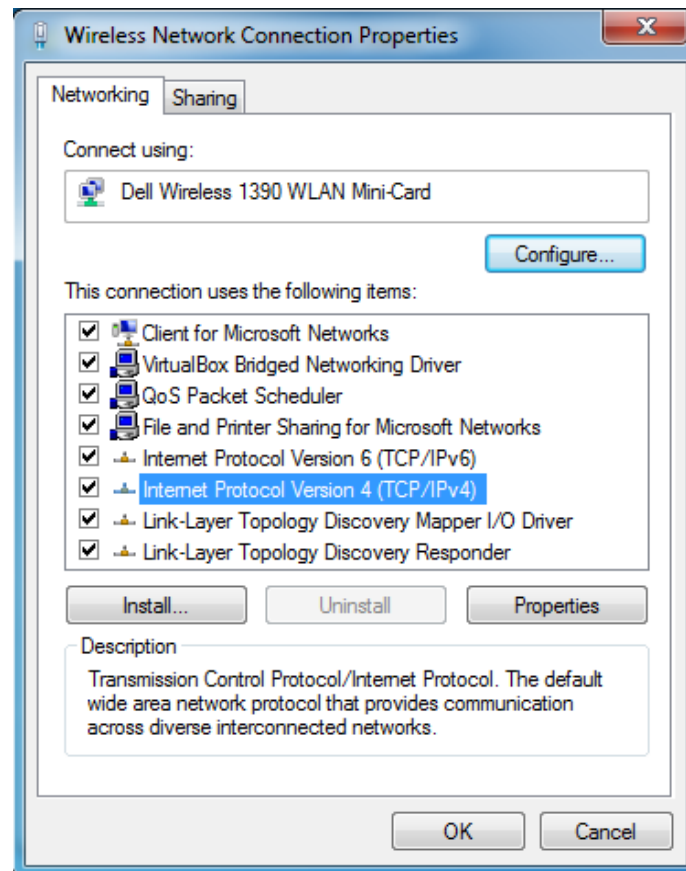 Wireless Network Connection Properties
Networking
Sharing
Connect using:
Dell Wireless 1390 WLAN Mini-Card
Configure...
This connection uses the following items:
Client for Microsoft Networks
VirtualBox Bridged Networking Driver
QoS Packet Scheduler
File and Printer Sharing for Microsoft Networks
Internet Protocol Version 6 (TCP/IPv6)
Internet Protocol Version 4 (TCP/IPv4)
Link-Layer Topology Discovery Mapper I/O Driver
Link-Layer Topology Discovery Responder
Install...
Uninstall
Properties
Description
Transmission Control Protocol/Internet Protocol. The default
wide area network protocol that provides communication
across diverse interconnected networks.
OK
Cancel